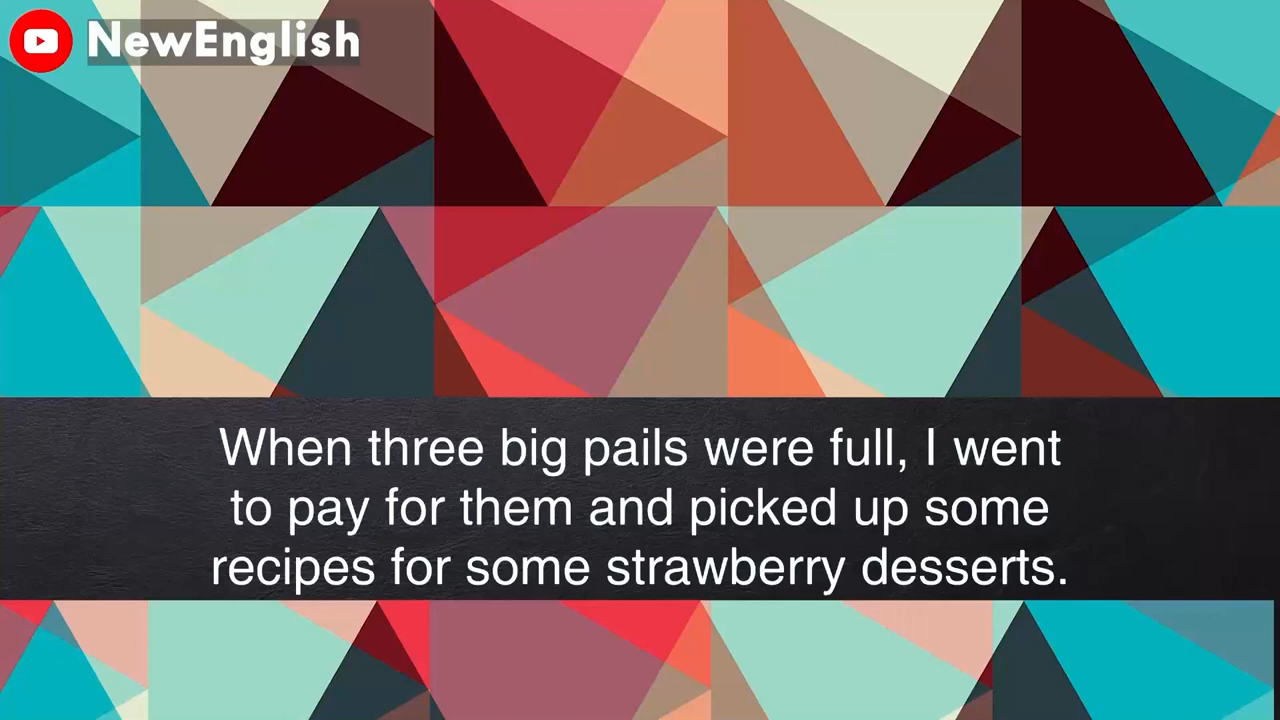 NewEnglish
When three big pails were full, I went
to pay for them and picked up some
recipes for some strawberry desserts.